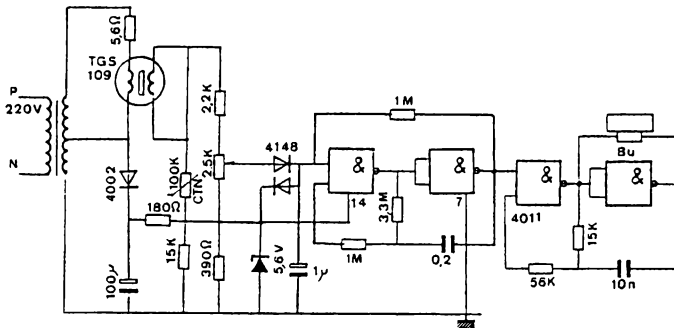 5,6Ω
TGS
109
P
220V
N
4002
180Ω
100µ
100K
CTN
15K
2,2K
2.5K
390Ω
4148
5,6V
1µ
1M
&
14
3,3M
1M
&
7
0,2
&
4011
56K
15K
Bu
&
10n